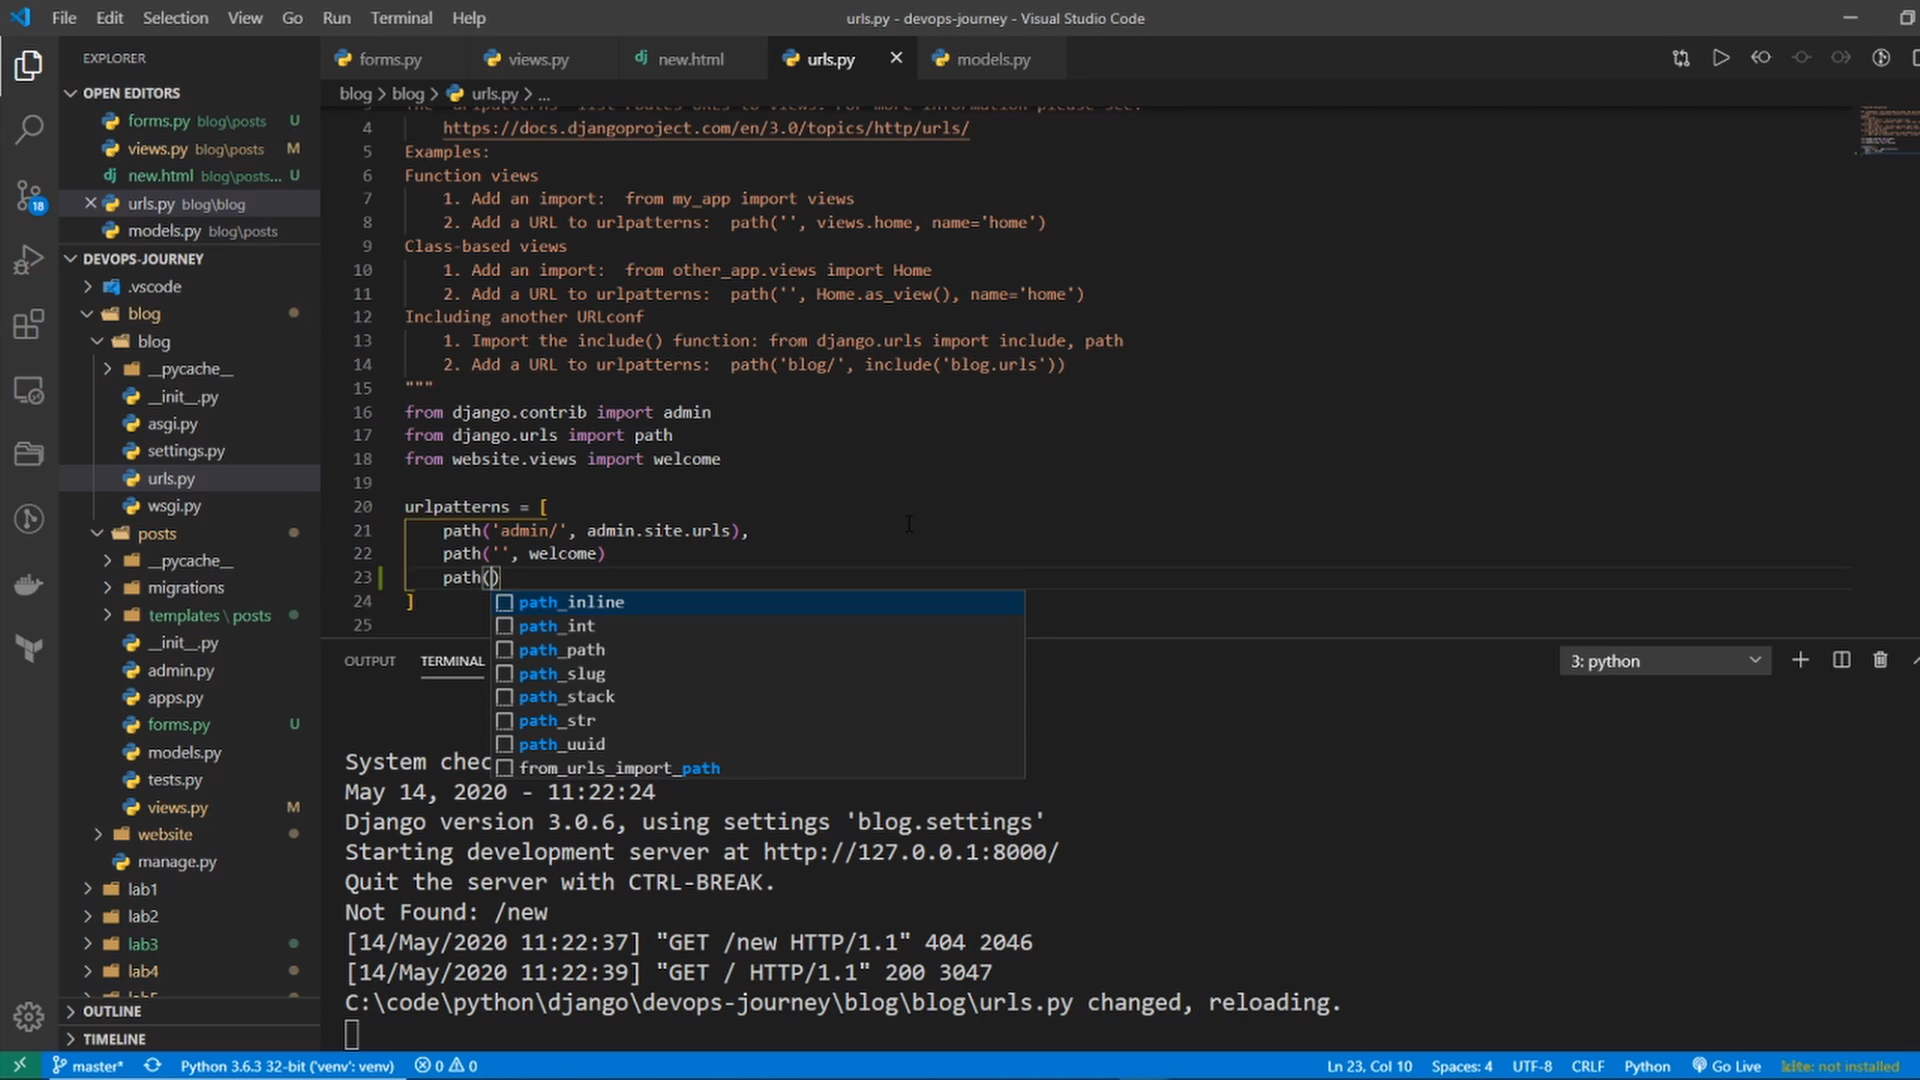 File Edit Selection View Go Run Terminal Help
urls.py - devops-journey - Visual Studio Code
EXPLORER
OPEN EDITORS
forms.py blog\posts U
views.py blog\posts M
new.html blog\posts... U
urls.py blog\blog
models.py blog\posts
DEVOPS-JOURNEY
.vscode
blog
blog
__pycache__
__init__.py
asgi.py
settings.py
urls.py
wsgi.py
posts
__pycache__
migrations
templates \ posts
__init__.py
admin.py
apps.py
forms.py U
models.py
tests.py
views.py M
website
manage.py
lab1
lab2
lab3
lab4
OUTLINE
TIMELINE
18
forms.py views.py new.html urls.py models.py
blog > blog > urls.py > ...
4 https://docs.djangoproject.com/en/3.0/topics/http/urls/
5 Examples:
6 Function views
7 1. Add an import:  from my_app import views
8 2. Add a URL to urlpatterns:  path('', views.home, name='home')
9 Class-based views
10 1. Add an import:  from other_app.views import Home
11 2. Add a URL to urlpatterns:  path('', Home.as_view(), name='home')
12 Including another URLconf
13 1. Import the include() function: from django.urls import include, path
14 2. Add a URL to urlpatterns:  path('blog/', include('blog.urls'))
15 """
16 from django.contrib import admin
17 from django.urls import path
18 from website.views import welcome
19
20 urlpatterns = [
21 path('admin/', admin.site.urls),
22 path('', welcome)
23 path()
24 ]
25
path_inline
path_int
path_path
path_slug
path_stack
path_str
path_uuid
from_urls_import_path
OUTPUT TERMINAL
3: python
System chec
May 14, 2020 - 11:22:24
Django version 3.0.6, using settings 'blog.settings'
Starting development server at http://127.0.0.1:8000/
Quit the server with CTRL-BREAK.
Not Found: /new
[14/May/2020 11:22:37] "GET /new HTTP/1.1" 404 2046
[14/May/2020 11:22:39] "GET / HTTP/1.1" 200 3047
C:\code\python\django\devops-journey\blog\blog\urls.py changed, reloading.
master* Python 3.6.3 32-bit ('venv': venv) 0 0 Ln 23, Col 10 Spaces: 4 UTF-8 CRLF Python Go Live kite: not installed